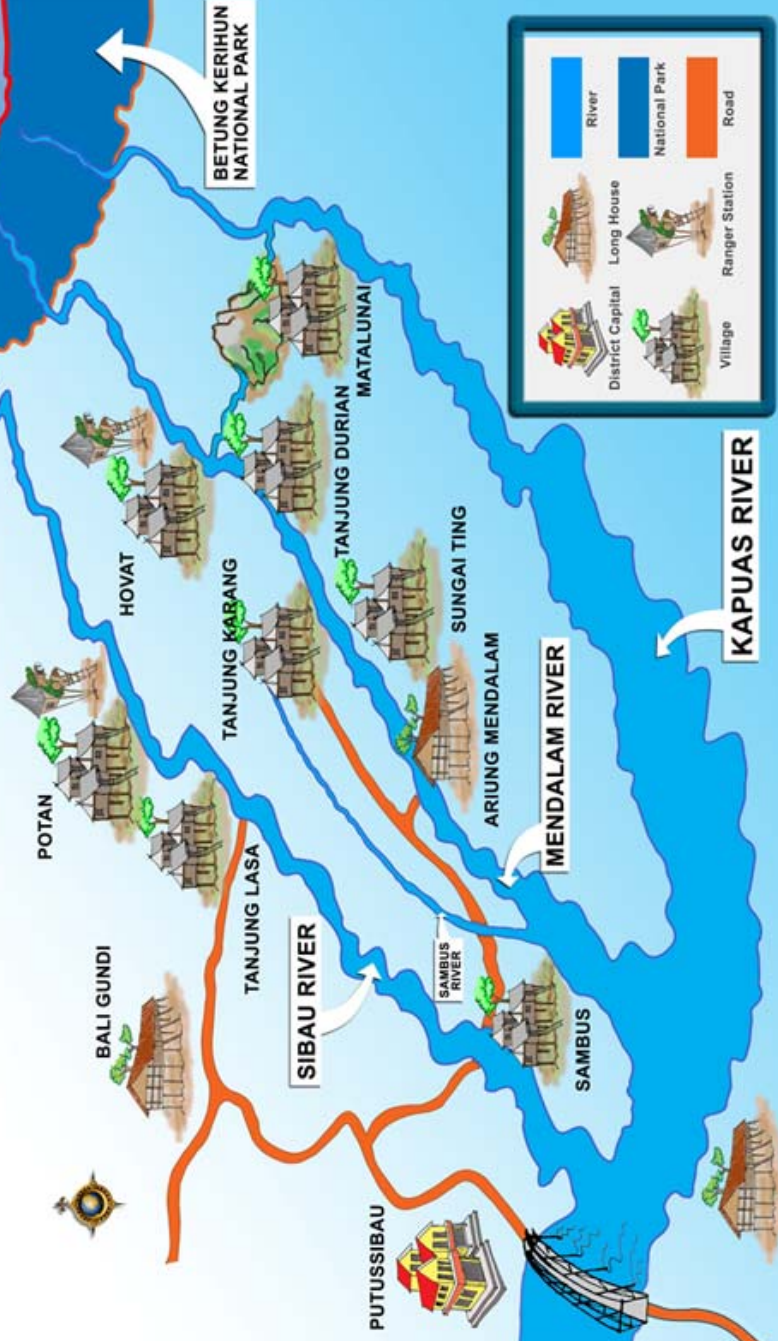 BETUNG KERIHUN
NATIONAL PARK
HOVAT
POTAN
TANJUNG KARANG
TANJUNG DURIAN
MATALUNAI
SUNGAI TING
TANJUNG LASA
BALI GUNDI
ARIUNG MENDALAM
SIBAU RIVER
SAMBUS
RIVER
MENDALAM RIVER
KAPUAS RIVER
SAMBUS
PUTUSSIBAU
District Capital
Long House
River
Village
Ranger Station
National Park
Road